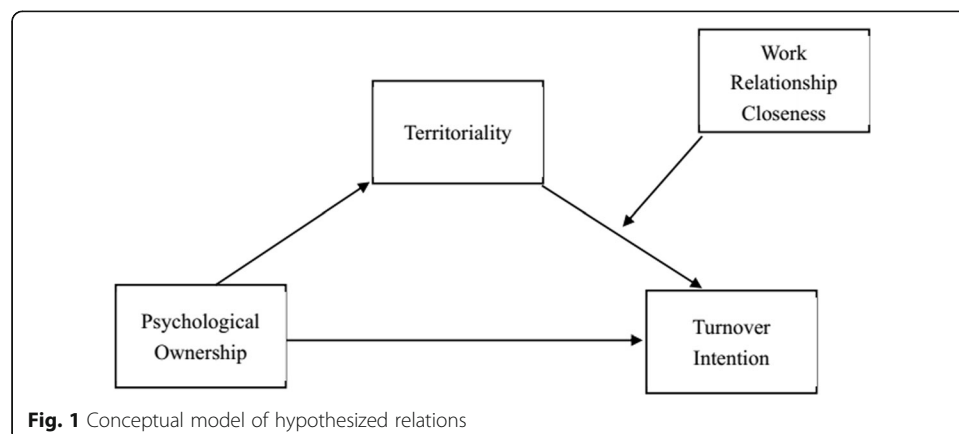 Work
Relationship
Closeness
Territoriality
Psychological
Ownership
Turnover
Intention
Fig. 1 Conceptual model of hypothesized relations